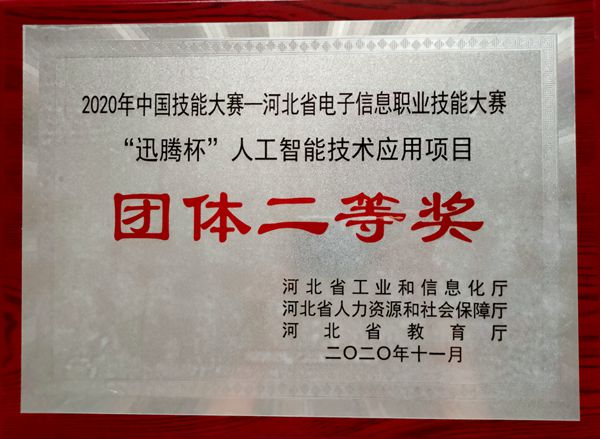 2020年中国技能大赛—河北省电子信息职业技能大赛
“迅腾杯”人工智能技术应用项目
团体二等奖
河北省工业和信息化厅
河北省人力资源和社会保障厅
河北省教育厅
二〇二〇年十一月